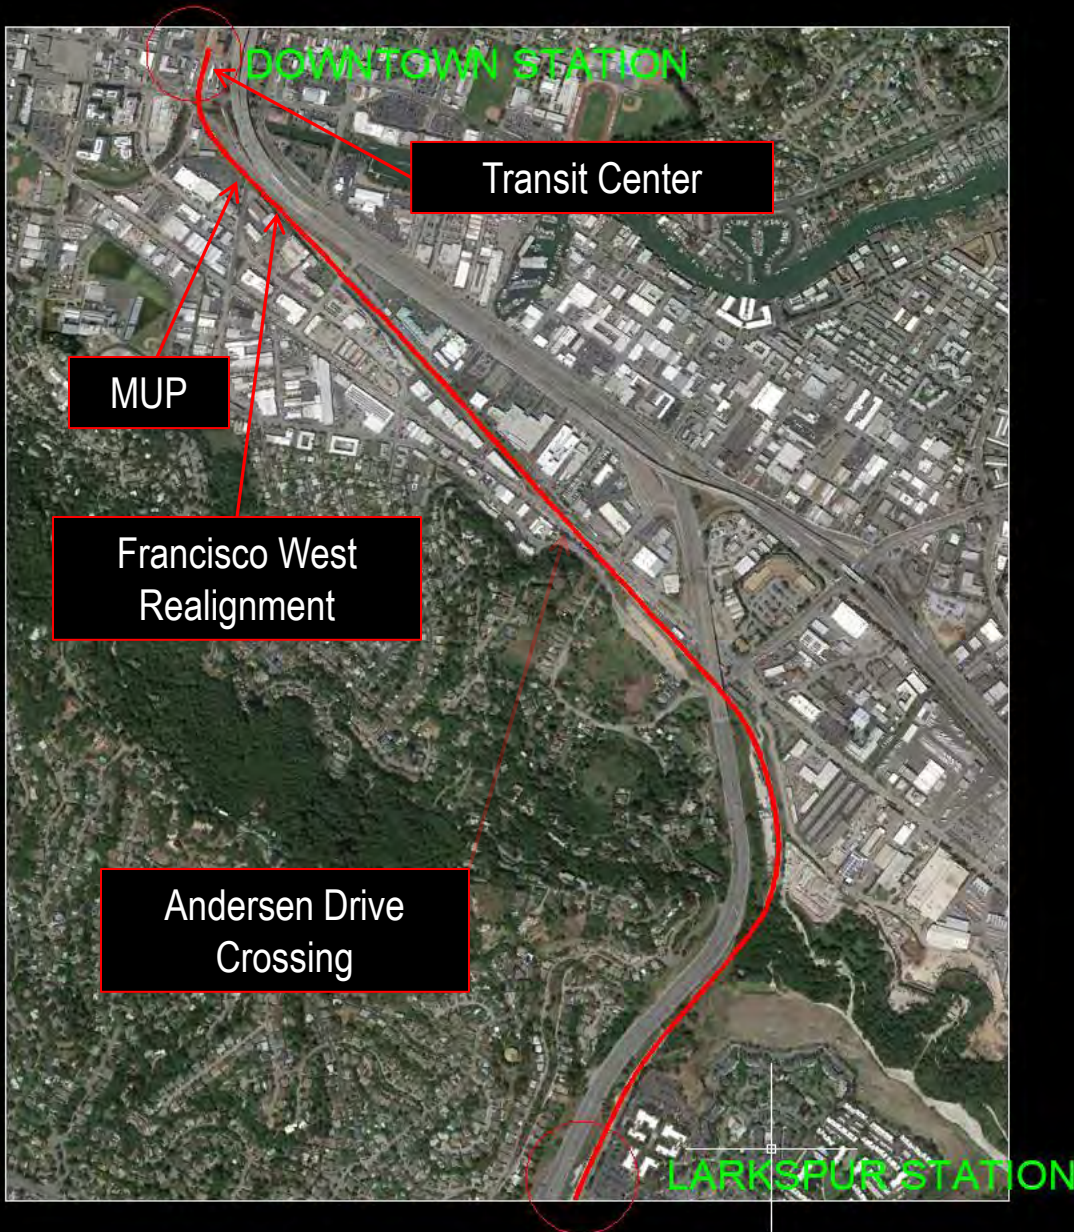 DOWNTOWN STATION
Transit Center
MUP
Francisco West
Realignment
Andersen Drive
Crossing
LARKSPUR STATION